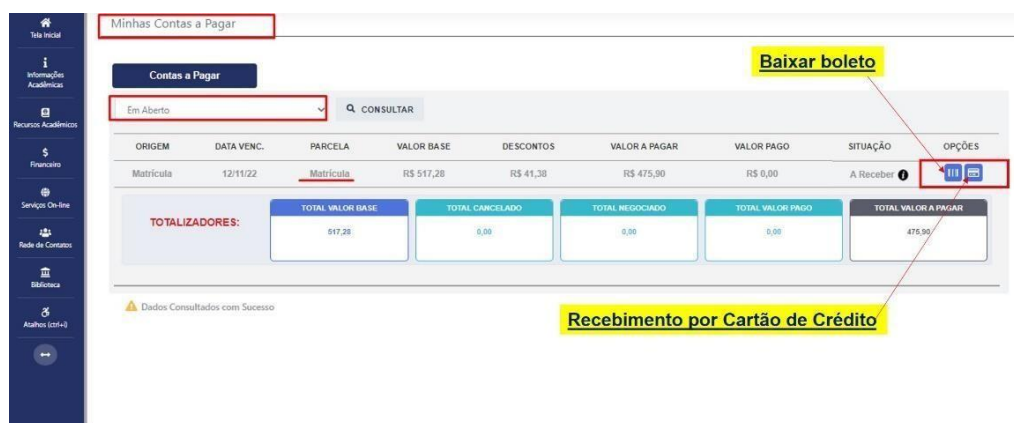 Tela Inicial
Informações
Acadêmicas
Recursos Acadêmicos
Financeiro
Serviços On-line
Rede de Contatos
Biblioteca
Atalhos (ctrl+i)
Minhas Contas a Pagar
Baixar boleto
Contas a Pagar
Em Aberto
CONSULTAR
ORIGEM DATA VENC. PARCELA VALOR BASE DESCONTOS VALOR A PAGAR VALOR PAGO SITUAÇÃO OPÇÕES
Matrícula 12/11/22 Matrícula R$ 517,28 R$ 41,38 R$ 475,90 R$ 0,00 A Receber
TOTALIZADORES:
TOTAL VALOR BASE TOTAL CANCELADO TOTAL NEGOCIADO TOTAL VALOR PAGO TOTAL VALOR A PAGAR
517,28 0,00 0,00 0,00 475,90
Dados Consultados com Sucesso
Recebimento por Cartão de Crédito